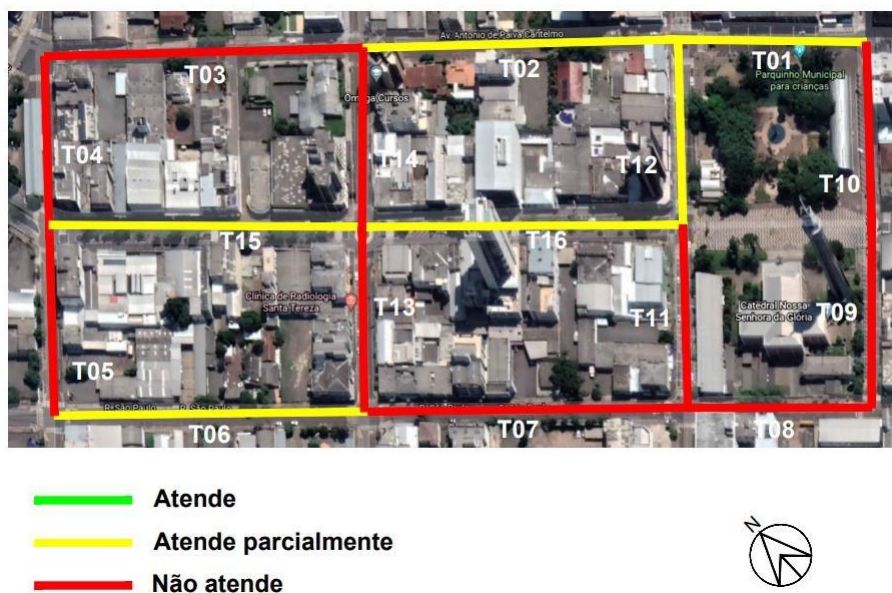 Av. Antônio de Paiva Cantelmo
T03
T02
T01
Parquinho Municipal
para crianças
Ômega Cursos
T04
T14
T12
T10
T15
T16
Clínica de Radiologia
Santa Tereza
T13
T11
Catedral Nossa
Senhora da Glória
T09
T05
R. São Paulo
R. São Paulo
T06
T07
T08
Atende
Atende parcialmente
Não atende
N